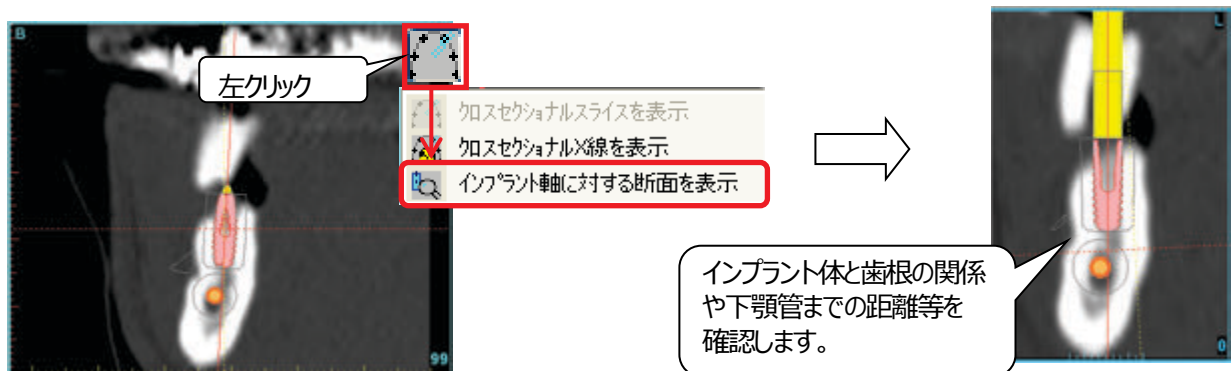 B
左クリック
クロスセクショナルスライスを表示
クロスセクショナルX線を表示
インプラント軸に対する断面を表示
99
L
インプラント体と歯根の関係
や下顎管までの距離等を
確認します。
0